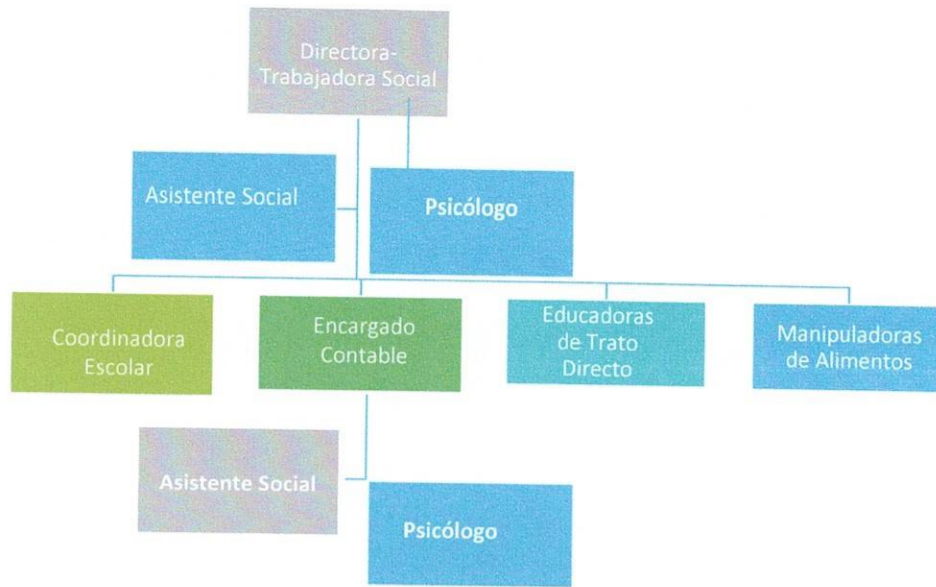 Directora-
Trabajadora Social
Asistente Social
Psicólogo
Coordinadora
Escolar
Encargado
Contable
Educadoras
de Trato
Directo
Manipuladoras
de Alimentos
Asistente Social
Psicólogo